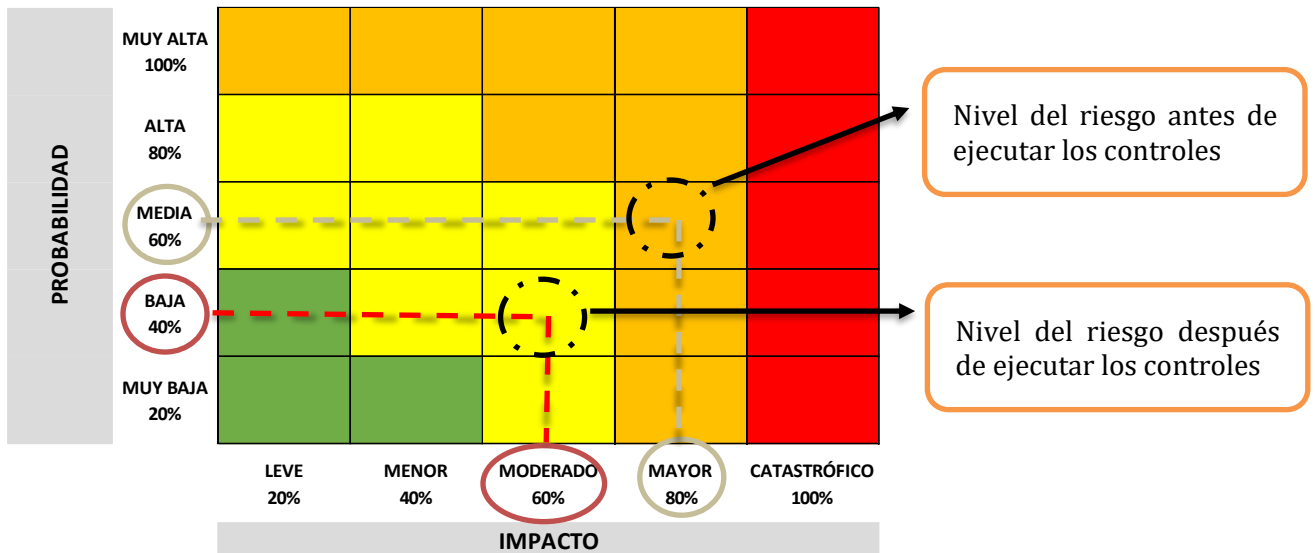 PROBABILIDAD
MUY ALTA
100%
ALTA
80%
MEDIA
60%
BAJA
40%
MUY BAJA
20%
LEVE
20%
MENOR
40%
MODERADO
60%
MAYOR
80%
CATASTRÓFICO
100%
IMPACTO
Nivel del riesgo antes de
ejecutar los controles
Nivel del riesgo después
de ejecutar los controles